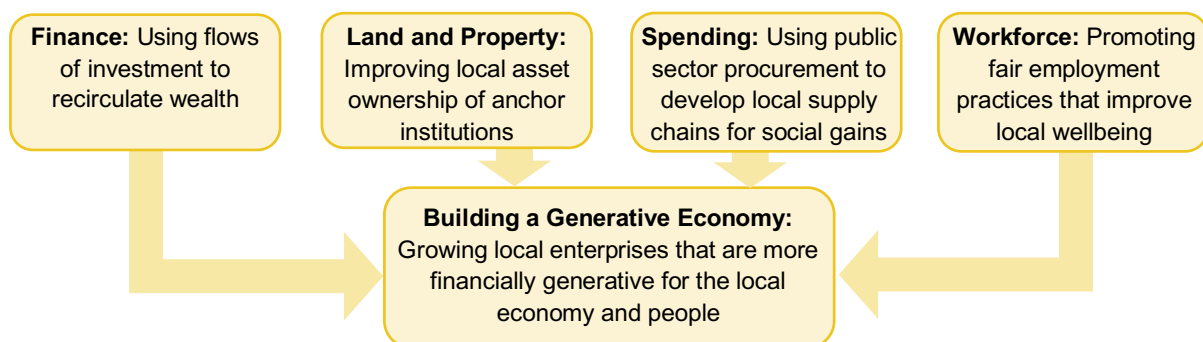 Finance: Using flows
of investment to
recirculate wealth
Land and Property:
Improving local asset
ownership of anchor
institutions
Spending: Using public
sector procurement to
develop local supply
chains for social gains
Workforce: Promoting
fair employment
practices that improve
local wellbeing
Building a Generative Economy:
Growing local enterprises that are more
financially generative for the local
economy and people